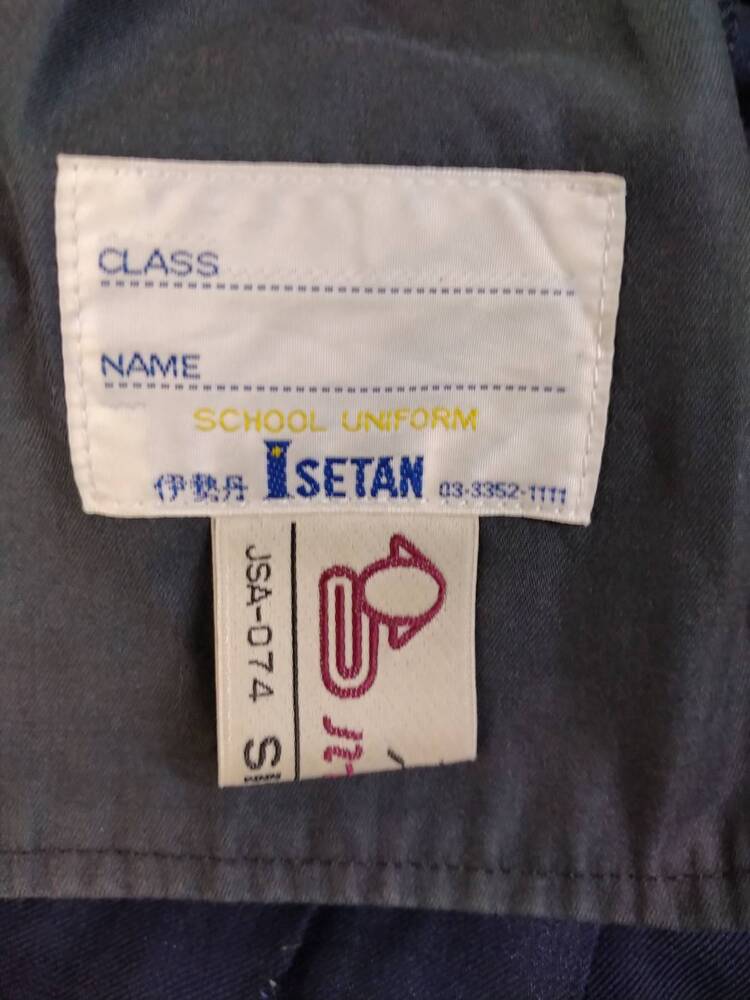 CLASS
NAME
SCHOOL UNIFORM
伊勢丹 ISETAN 03-3352-1111
JSA-074